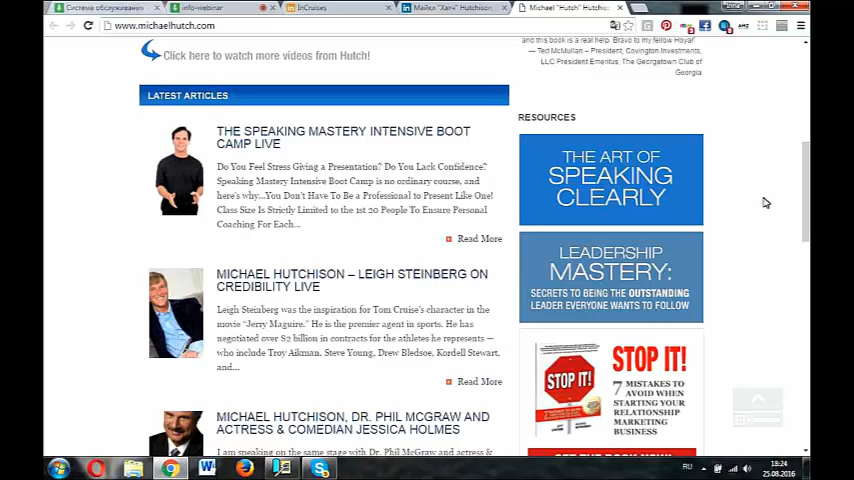 Система обслуживания
info-webinar
InCruises
Майкл "Хатч" Hutchison
Michael "Hutch" Hutchis
Irina
www.michaelhutch.com
Click here to watch more videos from Hutch!
and this book is a real help. Bravo to Hoya!"
— Ted McMullan – President, Covington Investments,
LLC President Emeritus, The Georgetown Club of
Georgia
LATEST ARTICLES
THE SPEAKING MASTERY INTENSIVE BOOT
CAMP LIVE
Do You Feel Stress Giving a Presentation? Do You Lack Confidence?
Speaking Mastery Intensive Boot Camp is no ordinary course, and
here's why...You Don't Have To Be a Professional to Present Like One!
Class Size Is Strictly Limited to the 1st 20 People To Ensure Personal
Coaching For Each...
Read More
MICHAEL HUTCHISON – LEIGH STEINBERG ON
CREDIBILITY LIVE
Leigh Steinberg was the inspiration for Tom Cruise's character in the
movie "Jerry Maguire." He is the premier agent in sports. He has
negotiated over $2 billion in contracts for the athletes he represents —
who include Troy Aikman, Steve Young, Drew Bledsoe, Kordell Stewart,
and...
Read More
MICHAEL HUTCHISON, DR. PHIL MCGRAW AND
ACTRESS & COMEDIAN JESSICA HOLMES
I am speaking on the same stage with Dr. Phil McGraw and actress &
RESOURCES
THE ART OF
SPEAKING
CLEARLY
LEADERSHIP
MASTERY:
SECRETS TO BEING THE OUTSTANDING
LEADER EVERYONE WANTS TO FOLLOW
STOP IT!
STOP IT!
7 MISTAKES TO
AVOID WHEN
STARTING YOUR
RELATIONSHIP
MARKETING
BUSINESS
GET THE BOOK NOW!
RU
18:24
25.08.2016